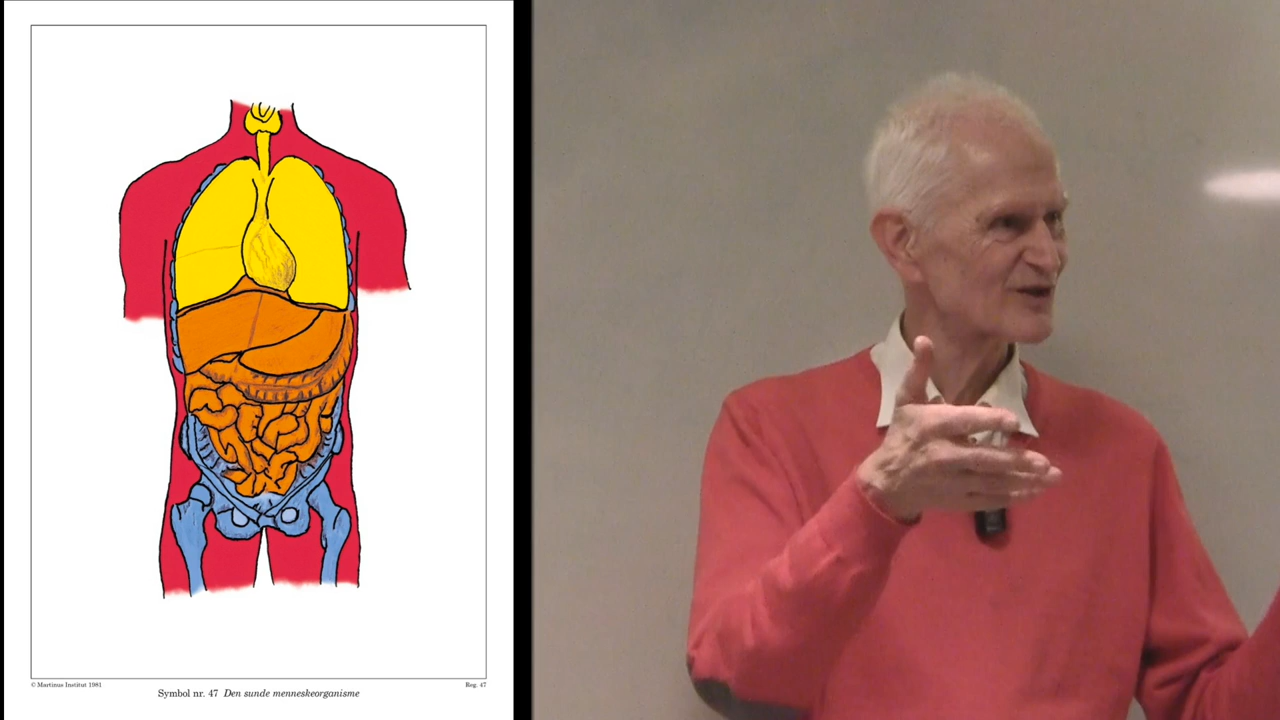 © Martinus Institut 1981
Reg. 47
Symbol nr. 47 Den sunde menneskeorganisme